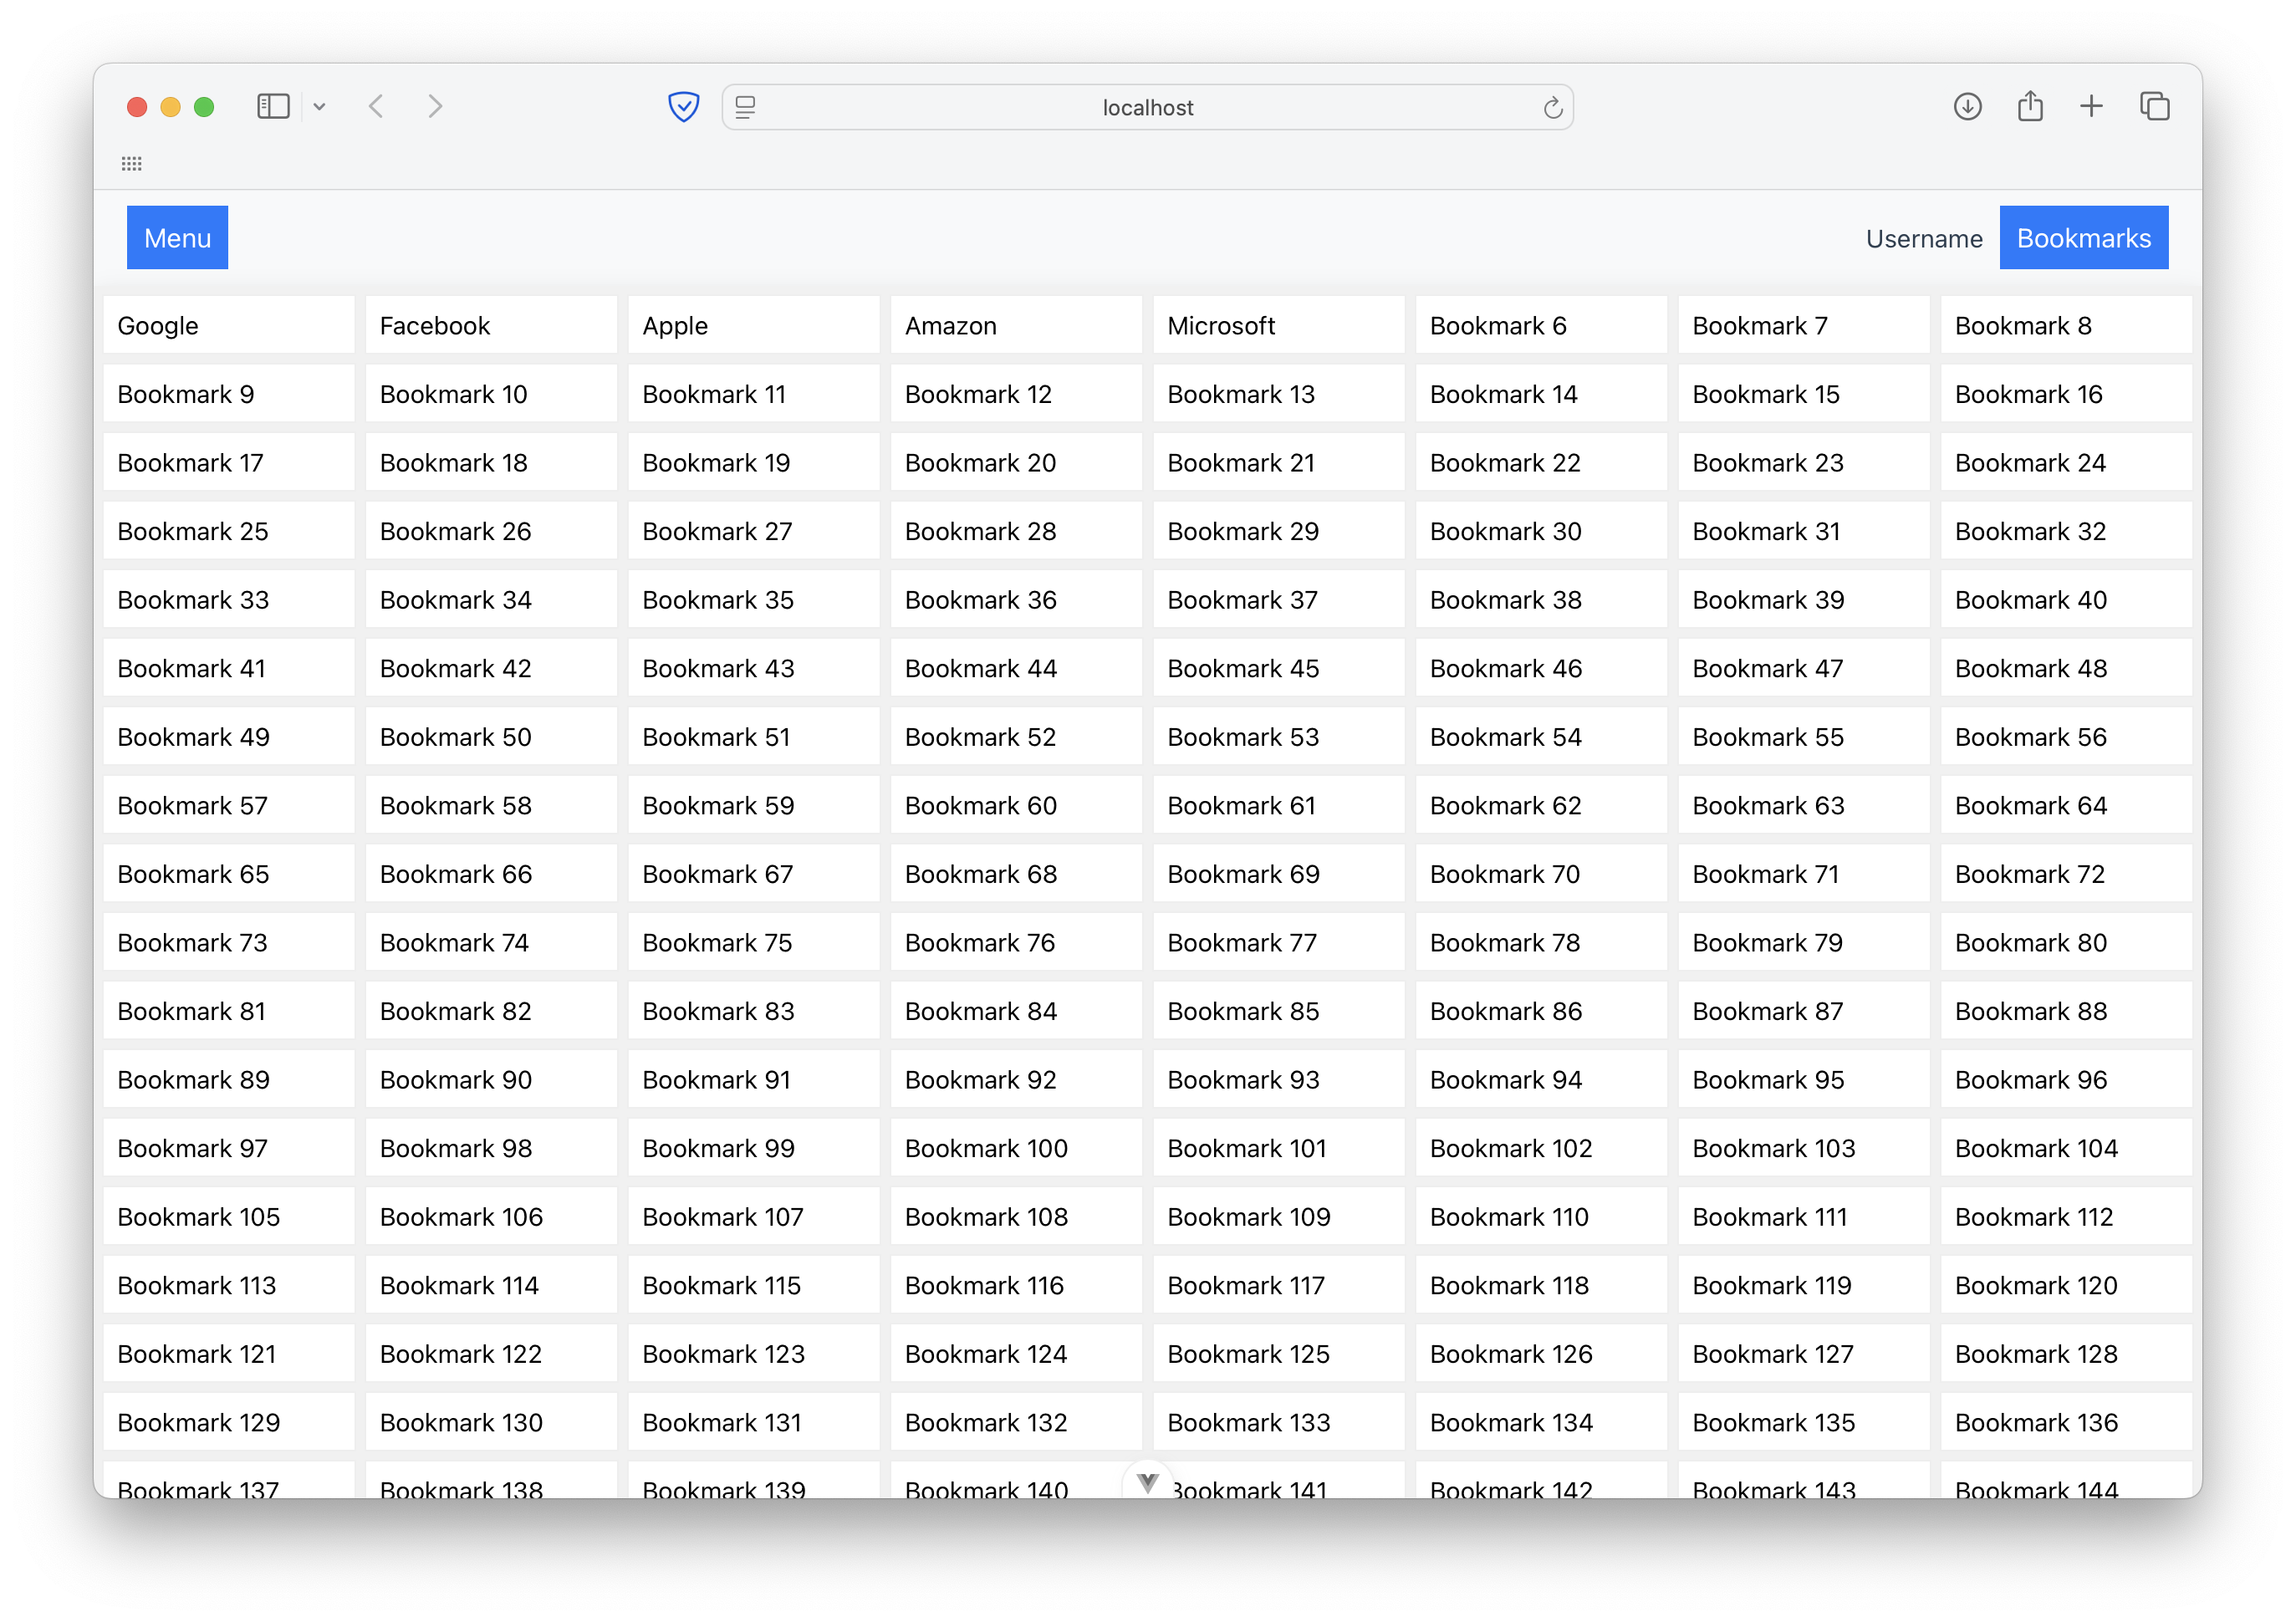 localhost
Menu Username Bookmarks
Google Facebook Apple Amazon Microsoft Bookmark 6 Bookmark 7 Bookmark 8
Bookmark 9 Bookmark 10 Bookmark 11 Bookmark 12 Bookmark 13 Bookmark 14 Bookmark 15 Bookmark 16
Bookmark 17 Bookmark 18 Bookmark 19 Bookmark 20 Bookmark 21 Bookmark 22 Bookmark 23 Bookmark 24
Bookmark 25 Bookmark 26 Bookmark 27 Bookmark 28 Bookmark 29 Bookmark 30 Bookmark 31 Bookmark 32
Bookmark 33 Bookmark 34 Bookmark 35 Bookmark 36 Bookmark 37 Bookmark 38 Bookmark 39 Bookmark 40
Bookmark 41 Bookmark 42 Bookmark 43 Bookmark 44 Bookmark 45 Bookmark 46 Bookmark 47 Bookmark 48
Bookmark 49 Bookmark 50 Bookmark 51 Bookmark 52 Bookmark 53 Bookmark 54 Bookmark 55 Bookmark 56
Bookmark 57 Bookmark 58 Bookmark 59 Bookmark 60 Bookmark 61 Bookmark 62 Bookmark 63 Bookmark 64
Bookmark 65 Bookmark 66 Bookmark 67 Bookmark 68 Bookmark 69 Bookmark 70 Bookmark 71 Bookmark 72
Bookmark 73 Bookmark 74 Bookmark 75 Bookmark 76 Bookmark 77 Bookmark 78 Bookmark 79 Bookmark 80
Bookmark 81 Bookmark 82 Bookmark 83 Bookmark 84 Bookmark 85 Bookmark 86 Bookmark 87 Bookmark 88
Bookmark 89 Bookmark 90 Bookmark 91 Bookmark 92 Bookmark 93 Bookmark 94 Bookmark 95 Bookmark 96
Bookmark 97 Bookmark 98 Bookmark 99 Bookmark 100 Bookmark 101 Bookmark 102 Bookmark 103 Bookmark 104
Bookmark 105 Bookmark 106 Bookmark 107 Bookmark 108 Bookmark 109 Bookmark 110 Bookmark 111 Bookmark 112
Bookmark 113 Bookmark 114 Bookmark 115 Bookmark 116 Bookmark 117 Bookmark 118 Bookmark 119 Bookmark 120
Bookmark 121 Bookmark 122 Bookmark 123 Bookmark 124 Bookmark 125 Bookmark 126 Bookmark 127 Bookmark 128
Bookmark 129 Bookmark 130 Bookmark 131 Bookmark 132 Bookmark 133 Bookmark 134 Bookmark 135 Bookmark 136
Bookmark 137 Bookmark 138 Bookmark 139 Bookmark 140 Bookmark 141 Bookmark 142 Bookmark 143 Bookmark 144